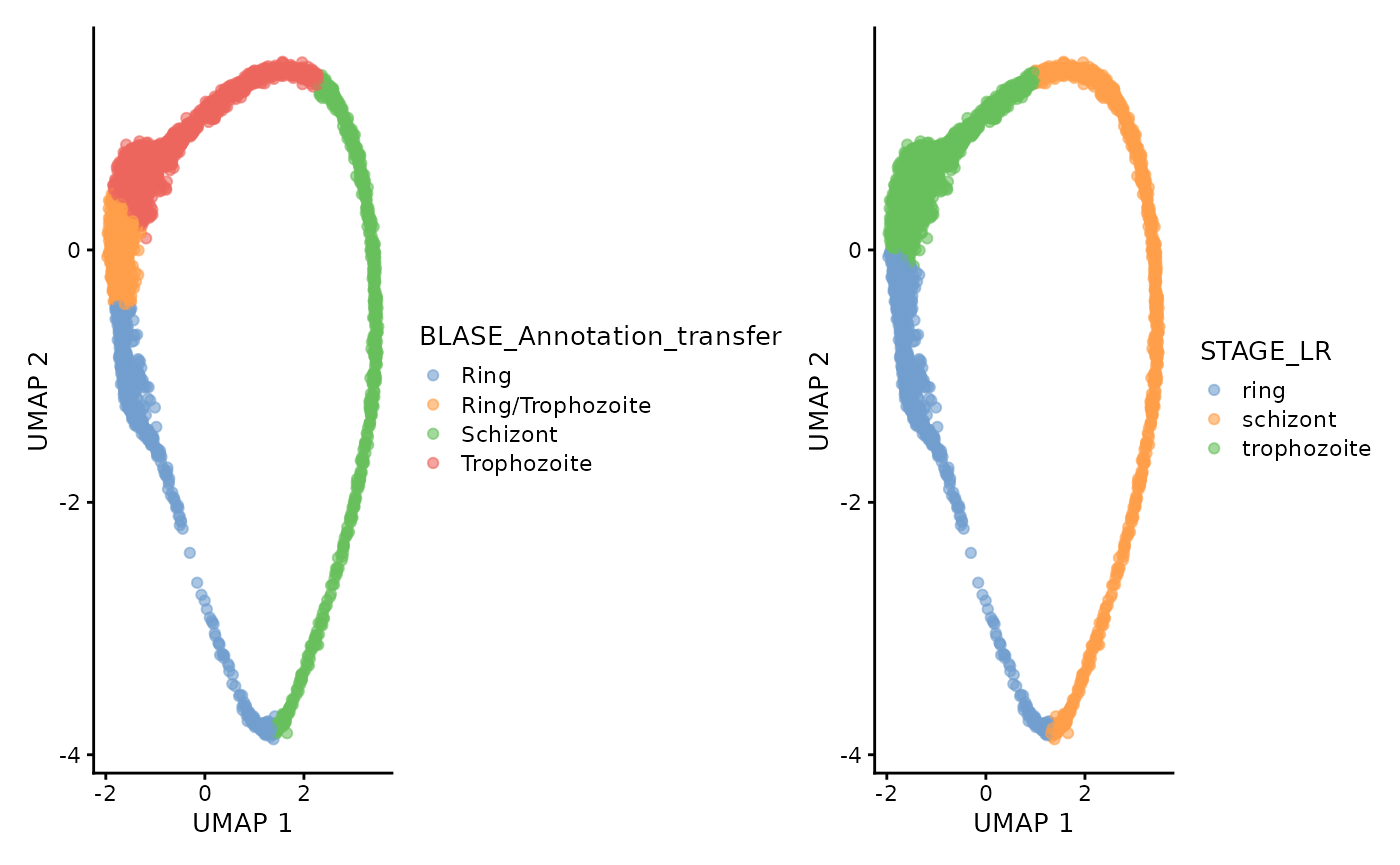 0
-2
-4
-2
0
2
UMAP 1
UMAP 2
BLASE_Annotation_transfer
Ring
Ring/Trophozoite
Schizont
Trophozoite
0
-2
-4
-2
0
2
UMAP 1
UMAP 2
STAGE_LR
ring
schizont
trophozoite